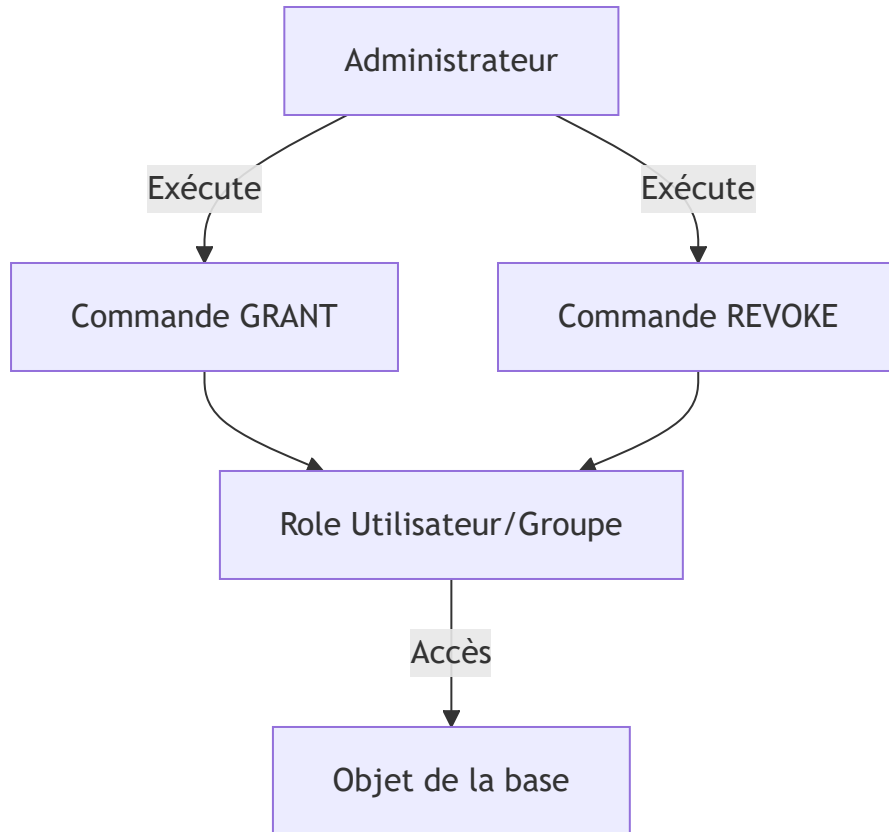 Administrateur
Exécute
Exécute
Commande GRANT
Commande REVOKE
Role Utilisateur/Groupe
Accès
Objet de la base